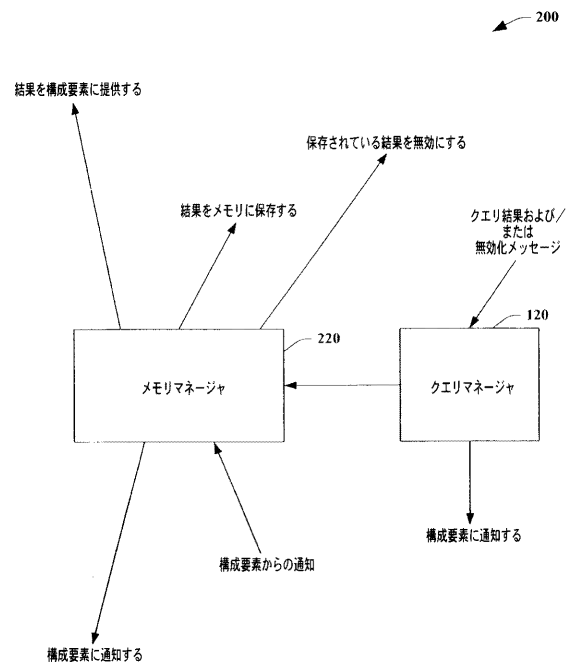 200
結果を構成要素に提供する
保存されている結果を無効にする
結果をメモリに保存する
クエリ結果および/
または
無効化メッセージ
220
120
メモリマネージャ
クエリマネージャ
構成要素に通知する
構成要素からの通知
構成要素に通知する